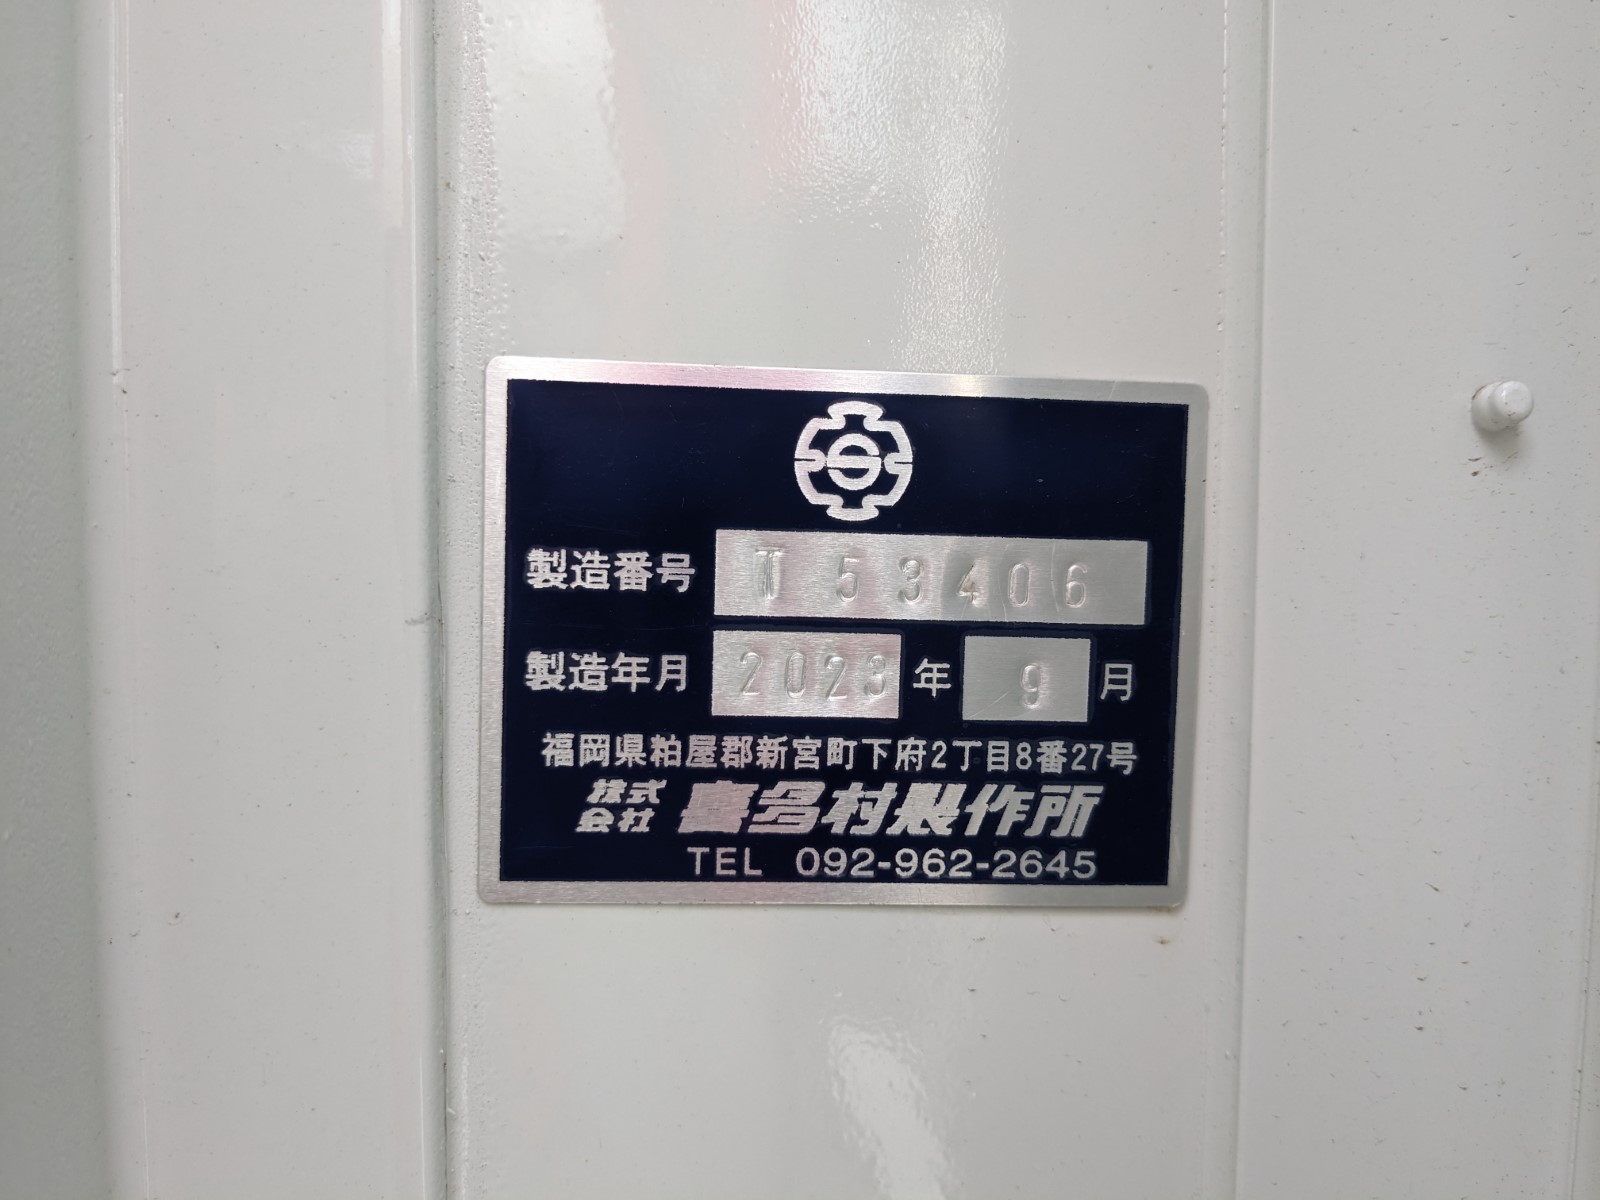 製造番号 T 53406
製造年月 2023 年 9 月
福岡県粕屋郡新宮町下府2丁目8番27号
株式会社 喜多村製作所
TEL 092-962-2645